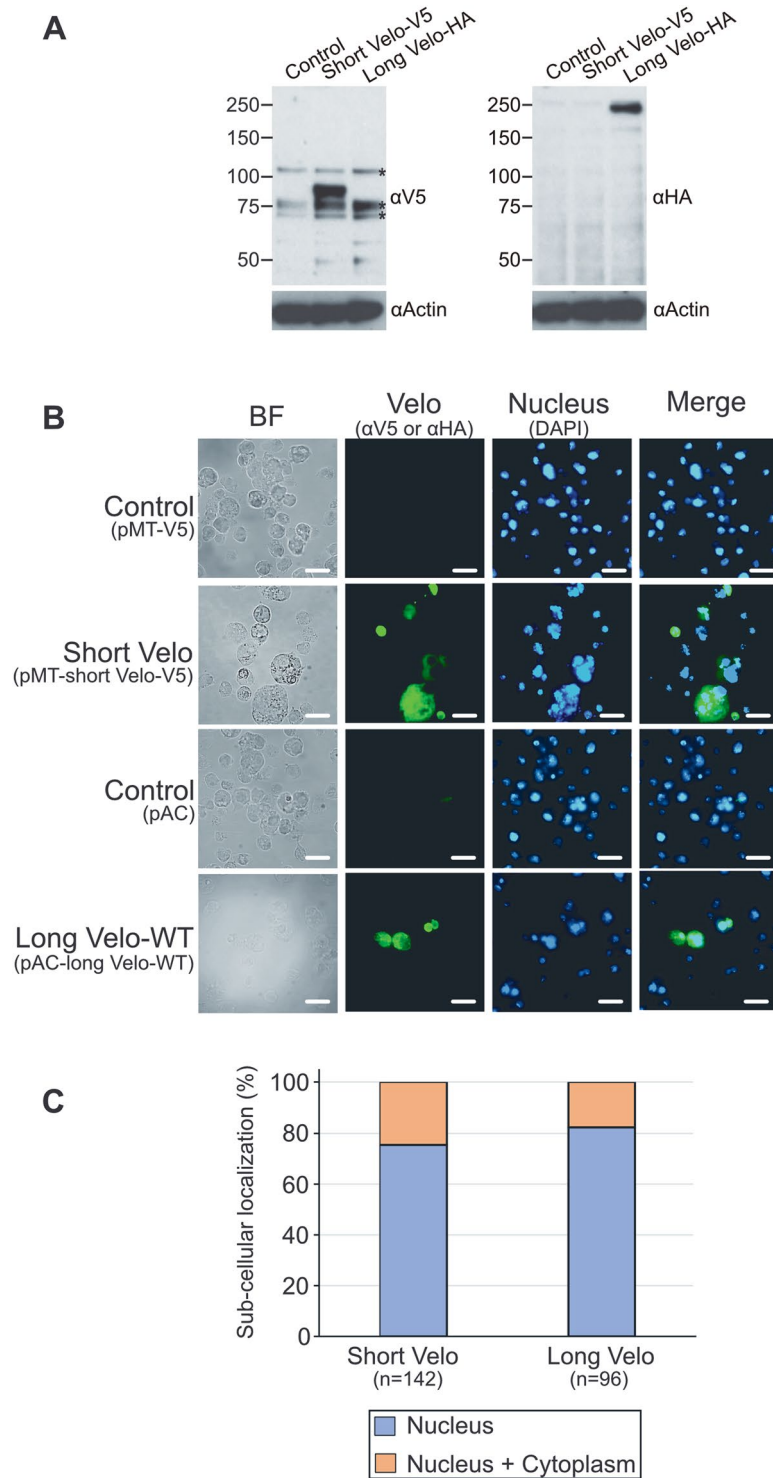 A
Control
Short Velo-V5
Long Velo-HA
250
150
100
75
50
*
*
*
αV5
αActin
Control
Short Velo-V5
Long Velo-HA
250
150
100
75
50
αHA
αActin
B
BF
Velo
(αV5 or αHA)
Nucleus
(DAPI)
Merge
Control
(pMT-V5)
Short Velo
(pMT-short Velo-V5)
Control
(pAC)
Long Velo-WT
(pAC-long Velo-WT)
C
Sub-cellular localization (%)
100
80
60
40
20
0
Short Velo
(n=142)
Long Velo
(n=96)
Nucleus
Nucleus + Cytoplasm